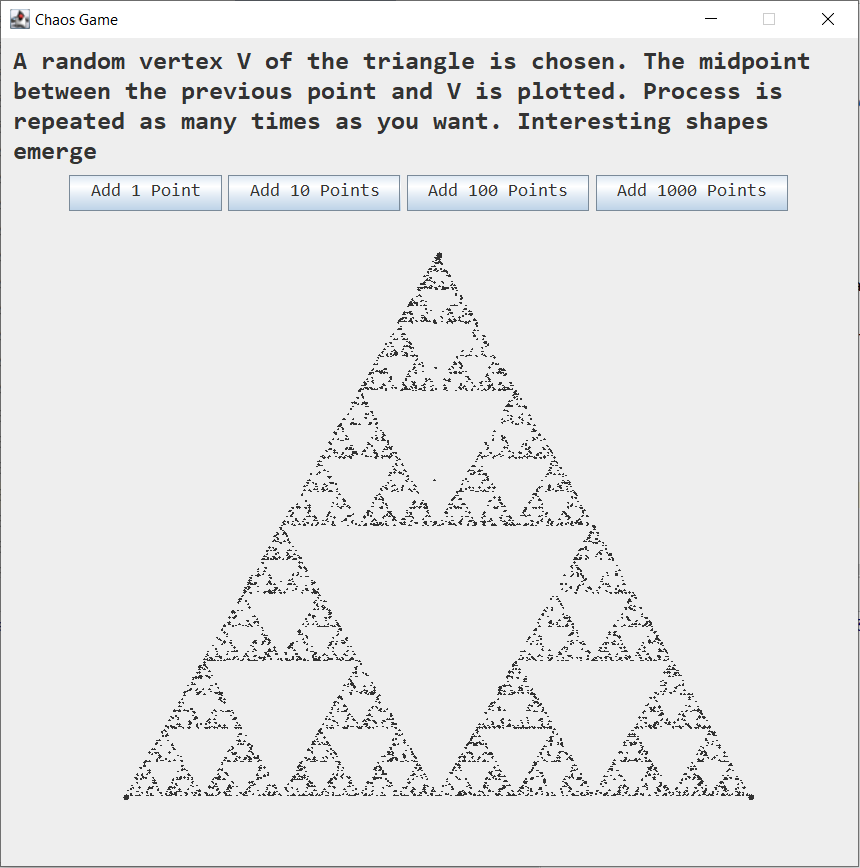 Chaos Game
A random vertex V of the triangle is chosen. The midpoint
between the previous point and V is plotted. Process is
repeated as many times as you want. Interesting shapes
emerge
Add 1 Point Add 10 Points Add 100 Points Add 1000 Points